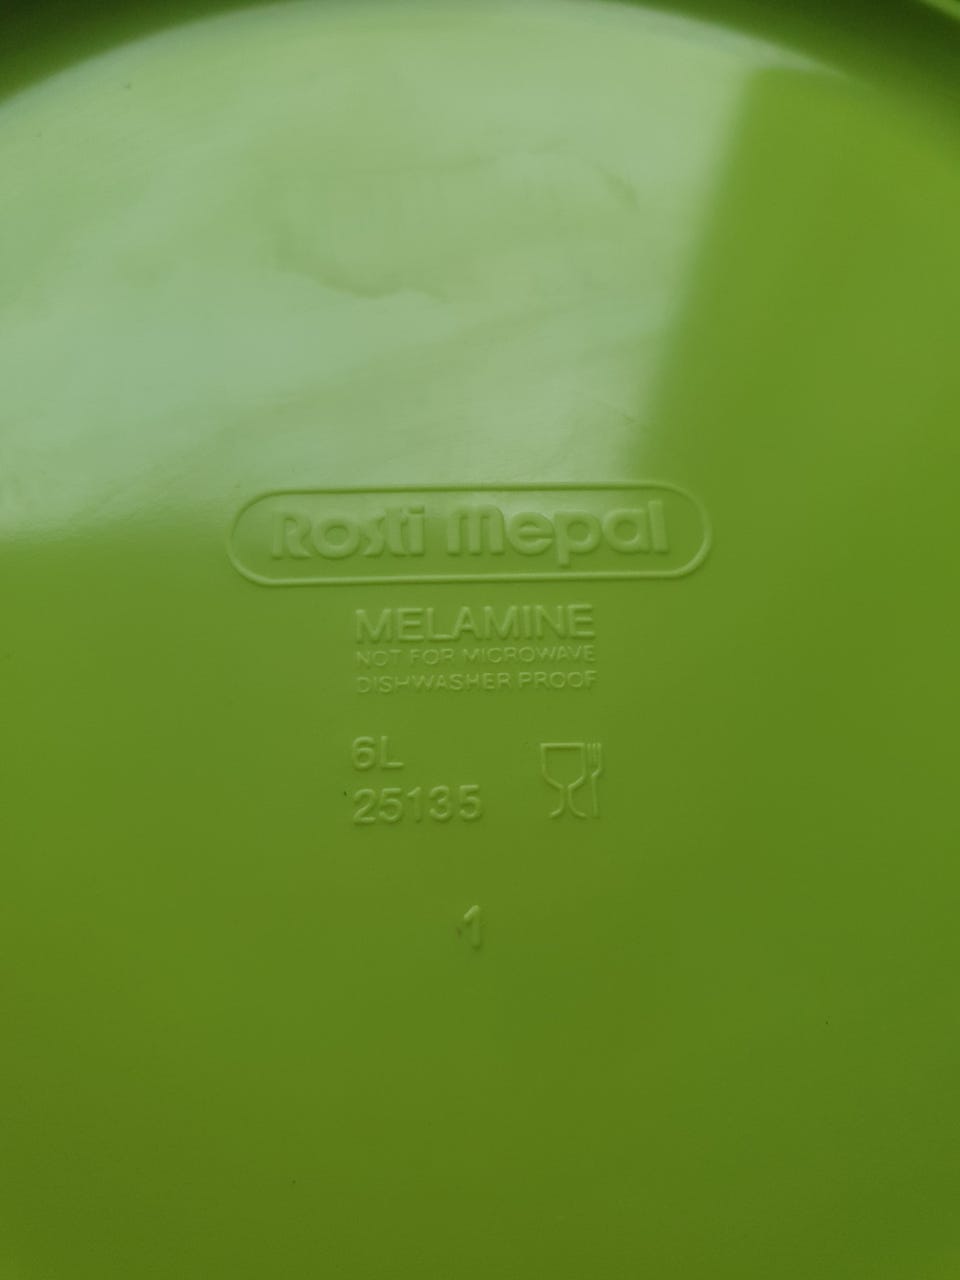 Rosti Mepal
MELAMINE
NOT FOR MICROWAVE
DISHWASHER PROOF
6L
25135
1